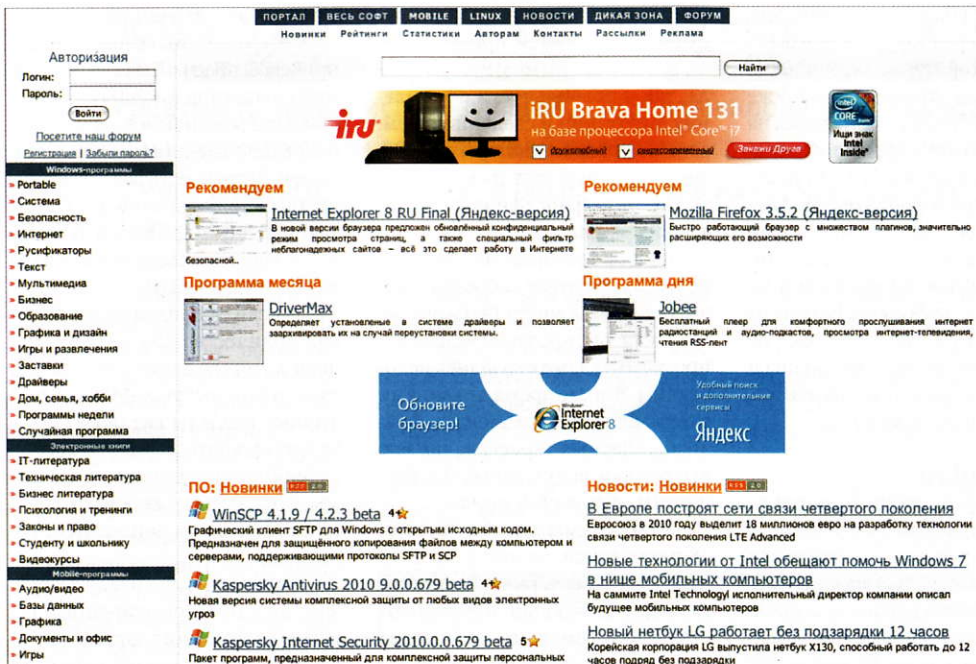 ПОРТАЛ ВЕСЬ СОФТ MOBILE LINUX НОВОСТИ ДИКАЯ ЗОНА ФОРУМ
Новинки Рейтинги Статистики Авторам Контакты Рассылки Реклама
Авторизация
Логин:
Пароль:
Войти
Посетите наш форум
Регистрация | Забыли пароль?
Найти
iru
iRU Brava Home 131
на базе процессора Intel® Core™ i7
дружелюбный сверхсовременный Закажи Друга
intel
CORE
Ищи знак
Intel
Inside®
Windows-программы
» Portable
» Система
» Безопасность
» Интернет
» Русификаторы
» Текст
» Мультимедиа
» Бизнес
» Образование
» Графика и дизайн
» Игры и развлечения
» Заставки
» Драйверы
» Дом, семья, хобби
» Программы недели
» Случайная программа
Электронные книги
» IT-литература
» Техническая литература
» Бизнес литература
» Психология и тренинги
» Законы и право
» Студенту и школьнику
» Видеокурсы
Mobile-программы
» Аудио/видео
» Базы данных
» Графика
» Документы и офис
» Игры
Рекомендуем
Internet Explorer 8 RU Final (Яндекс-версия)
В новой версии браузера предложен обновлённый конфиденциальный
режим просмотра страниц, а также специальный фильтр
неблагонадежных сайтов – всё это сделает работу в Интернете
безопасной..
Программа месяца
DriverMax
Определяет установленные в системе драйверы и позволяет
заархивировать их на случай переустановки системы.
Рекомендуем
Mozilla Firefox 3.5.2 (Яндекс-версия)
Быстро работающий браузер с множеством плагинов, значительно
расширяющих его возможности
Программа дня
Jobee
Бесплатный плеер для комфортного прослушивания интернет
радиостанций и аудио-подкастов, просмотра интернет-телевидения,
чтения RSS-лент
Обновите
браузер!
Windows
Internet
Explorer 8
Удобный поиск
и дополнительные
сервисы
Яндекс
ПО: Новинки RSS 2.0
WinSCP 4.1.9 / 4.2.3 beta 4
Графический клиент SFTP для Windows с открытым исходным кодом.
Предназначен для защищённого копирования файлов между компьютером и
серверами, поддерживающими протоколы SFTP и SCP
Kaspersky Antivirus 2010 9.0.0.679 beta 4
Новая версия системы комплексной защиты от любых видов электронных
угроз
Kaspersky Internet Security 2010.0.0.679 beta 5
Пакет программ, предназначенный для комплексной защиты персональных
Новости: Новинки RSS 2.0
В Европе построят сети связи четвертого поколения
Евросоюз в 2010 году выделит 18 миллионов евро на разработку технологии
связи четвертого поколения LTE Advanced
Новые технологии от Intel обещают помочь Windows 7
в нише мобильных компьютеров
На саммите Intel Technologyi исполнительный директор компании описал
будущее мобильных компьютеров
Новый нетбук LG работает без подзарядки 12 часов
Корейская корпорация LG выпустила нетбук X130, способный работать до 12
часов подряд без подзарядки